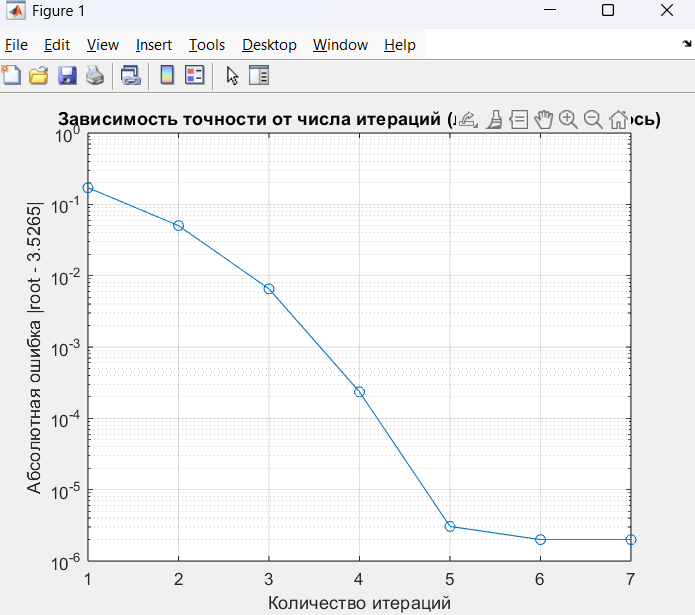 Figure 1
File Edit View Insert Tools Desktop Window Help
Зависимость точности от числа итераций (
сь)
10^0
10^-1
10^-2
10^-3
10^-4
10^-5
10^-6
Абсолютная ошибка |root - 3.5265|
1 2 3 4 5 6 7
Количество итераций